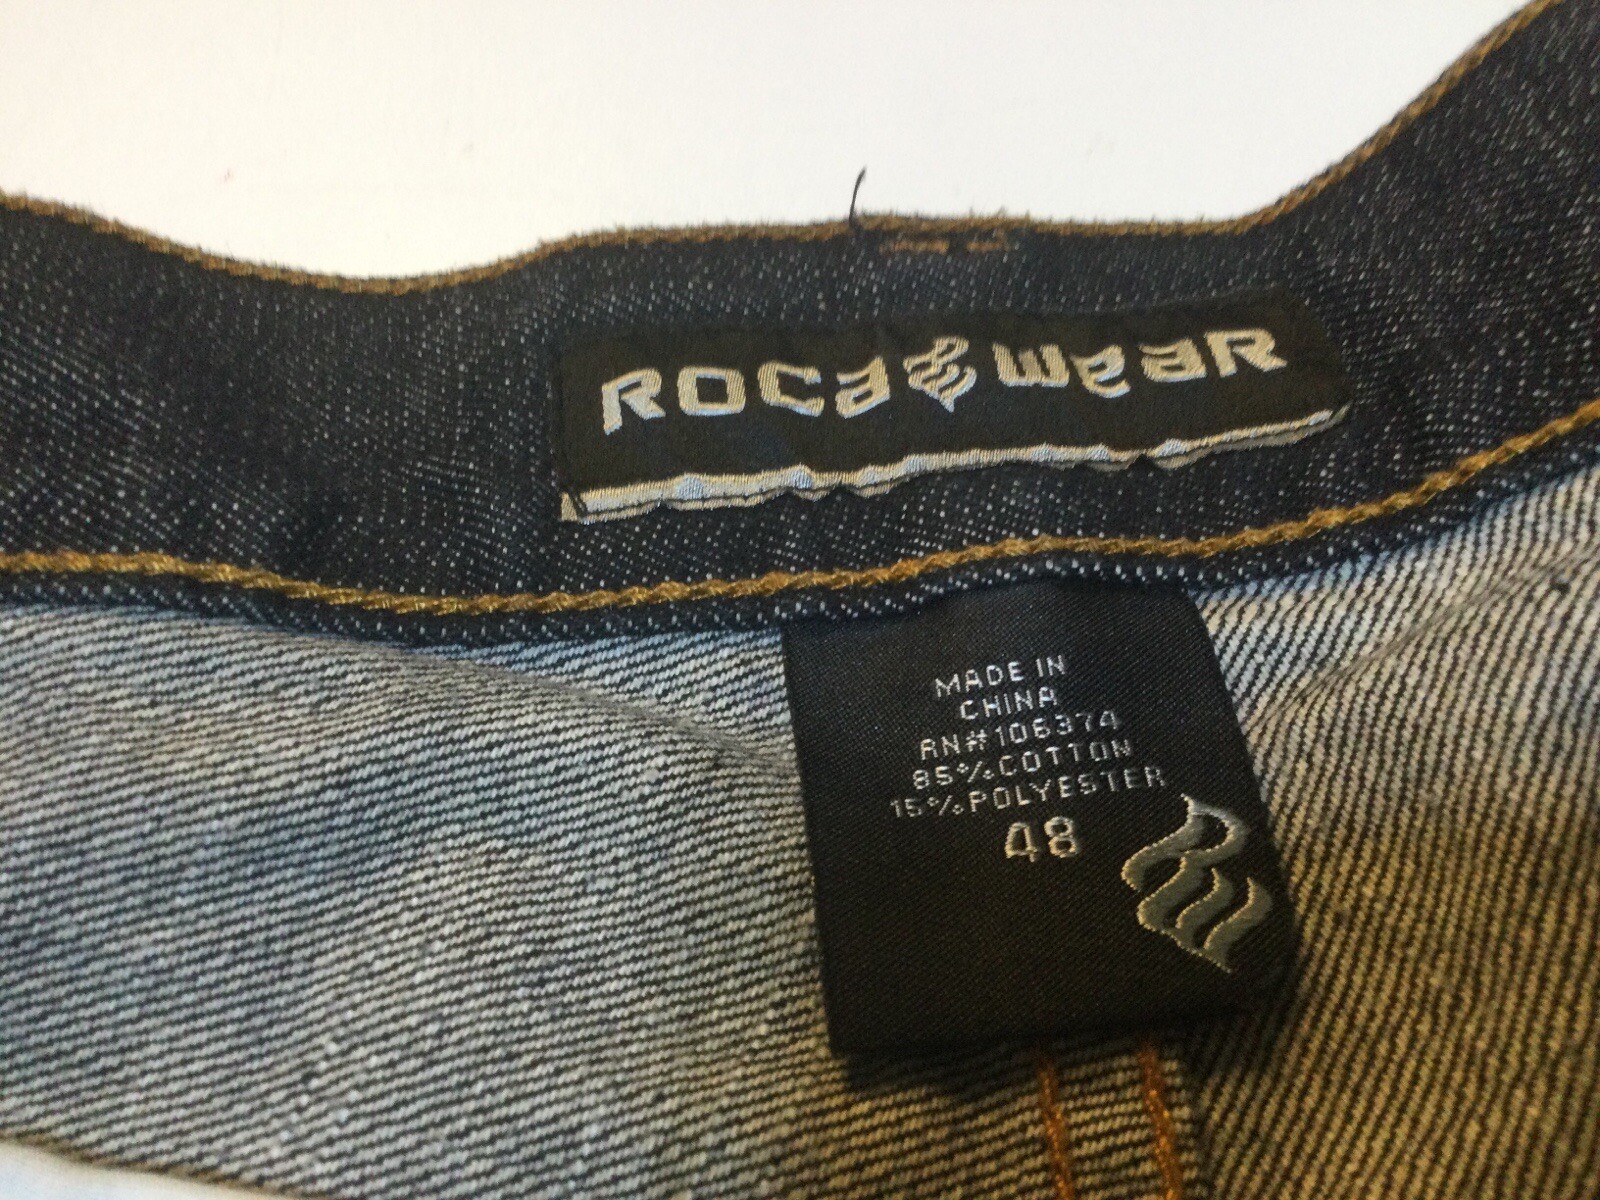 ROCA WEAR
MADE IN
CHINA
RN#106374
85%COTTON
15%POLYESTER
48
R